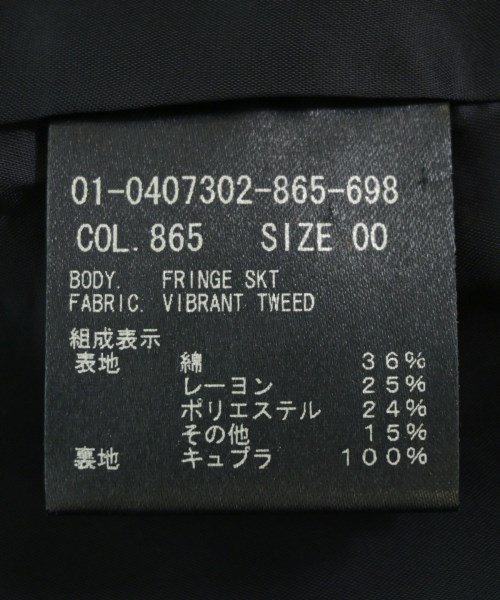 01-0407302-865-698
COL. 865 SIZE 00
BODY. FRINGE SKT
FABRIC. VIBRANT TWEED
組成表示
表地 綿 36%
レーヨン 25%
ポリエステル 24%
その他 15%
裏地 キュプラ 100%